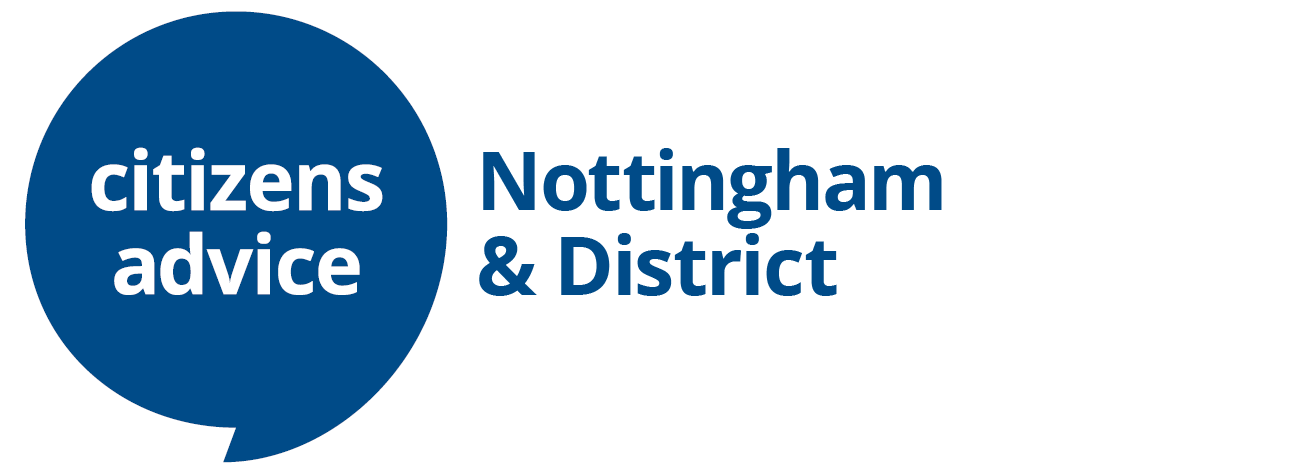 citizens
advice
Nottingham
& District